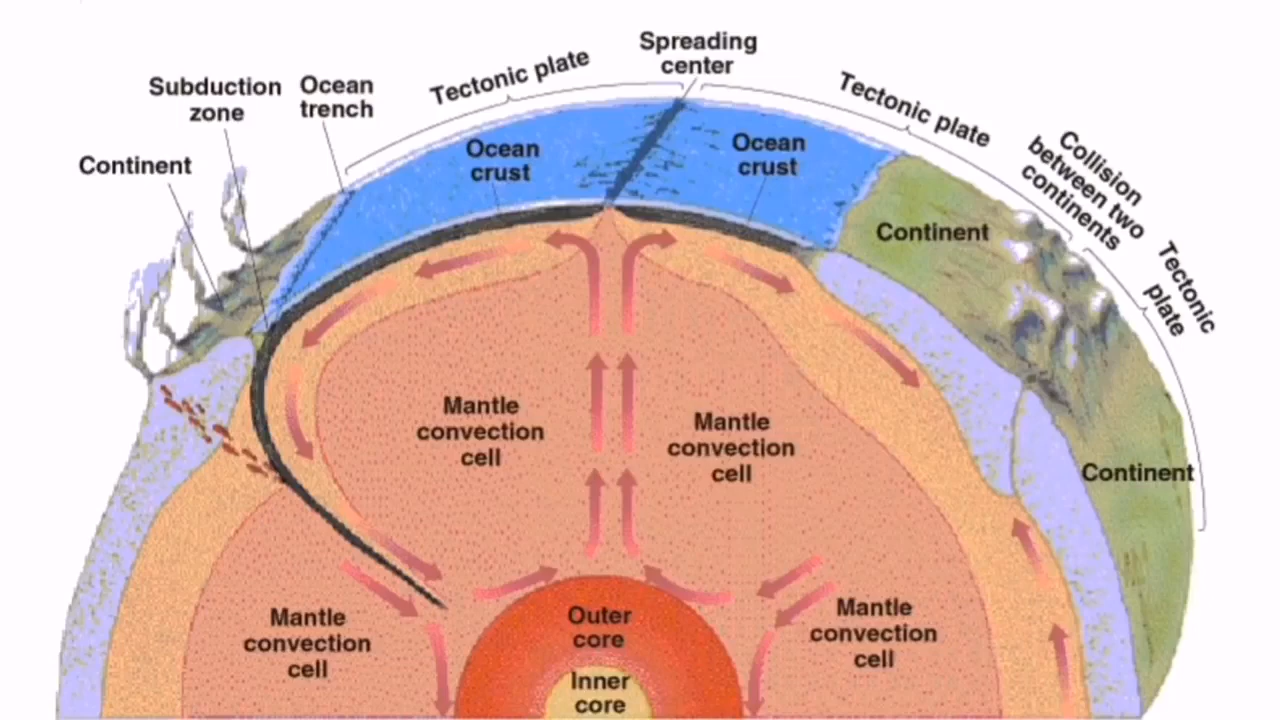 Spreading
center
Tectonic plate
Tectonic plate
Subduction
zone
Ocean
trench
Continent
Ocean
crust
Ocean
crust
Collision
between two
continents
Tectonic
plate
Continent
Continent
Mantle
convection
cell
Mantle
convection
cell
Mantle
convection
cell
Mantle
convection
cell
Outer
core
Inner
core